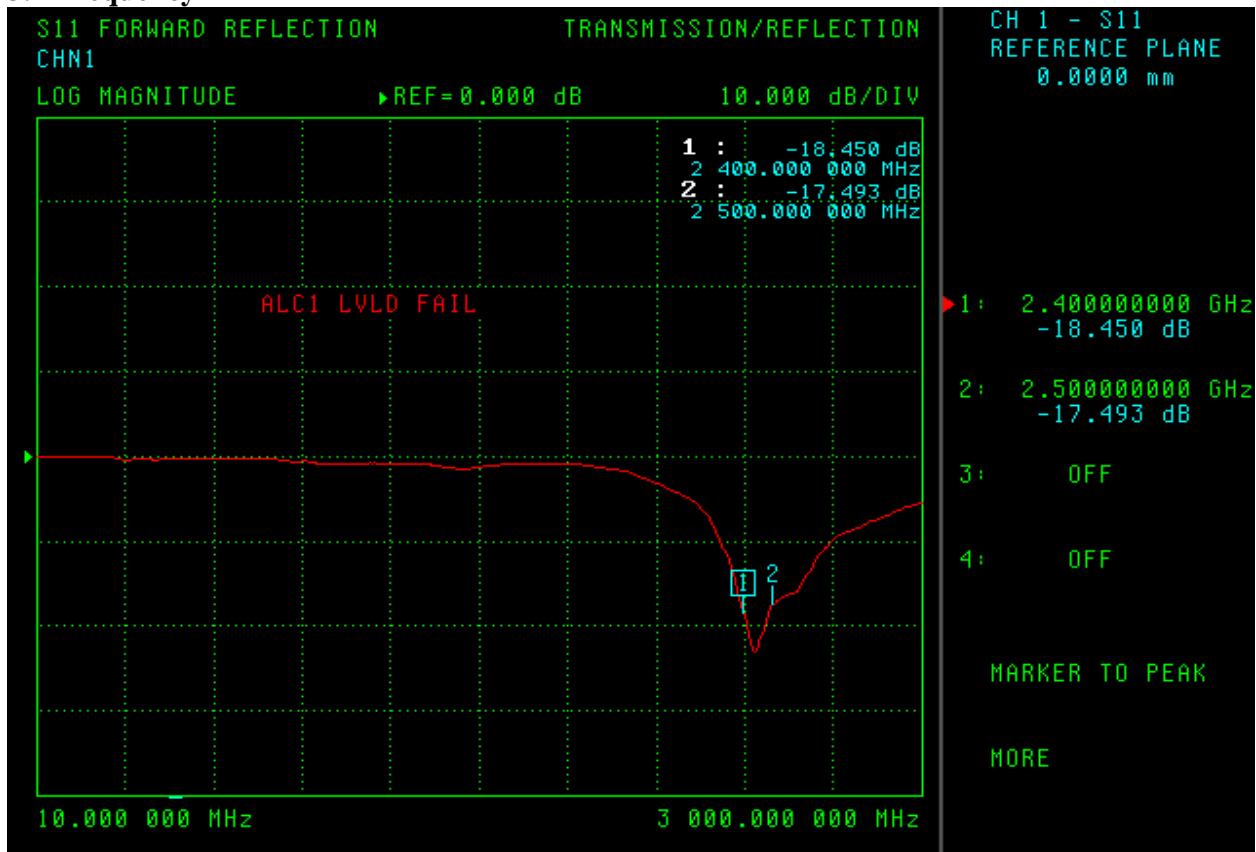 S11 FORWARD REFLECTION TRANSMISSION/REFLECTION
CHN1
LOG MAGNITUDE ▶REF=0.000 dB 10.000 dB/DIV
1 : -18.450 dB
2 400.000 000 MHz
2 : -17.493 dB
2 500.000 000 MHz
ALC1 LVLD FAIL
1 2
10.000 000 MHz 3 000.000 000 MHz
CH 1 - S11
REFERENCE PLANE
0.0000 mm
▶1: 2.400000000 GHz
-18.450 dB
2: 2.500000000 GHz
-17.493 dB
3: OFF
4: OFF
MARKER TO PEAK
MORE